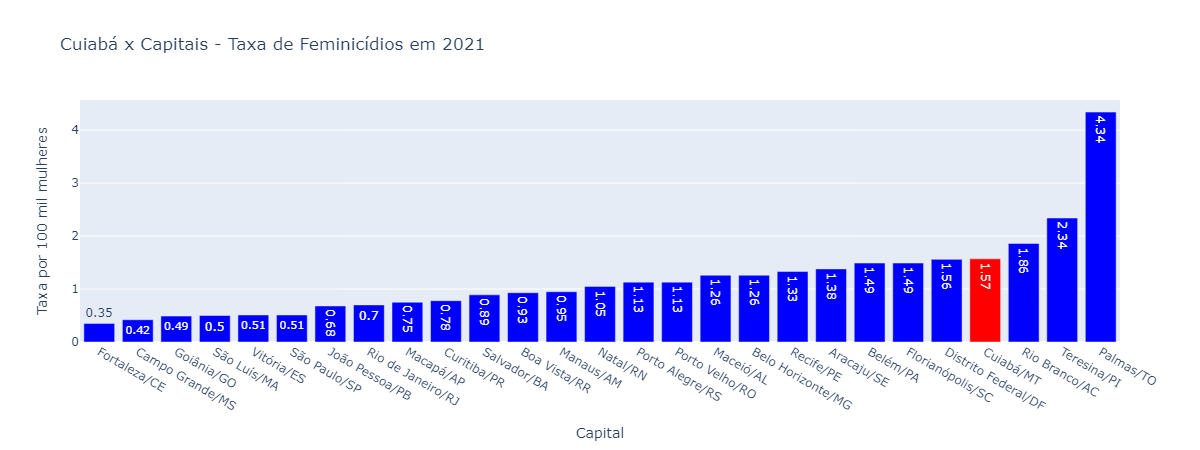 Cuiabá x Capitais - Taxa de Feminicídios em 2021
Taxa por 100 mil mulheres
4
3
2
1
0
0.35
0.42
0.49
0.5
0.51
0.51
0.68
0.7
0.75
0.78
0.89
0.93
0.95
1.05
1.13
1.13
1.26
1.26
1.33
1.38
1.49
1.49
1.56
1.57
1.86
2.34
4.34
Fortaleza/CE
Campo Grande/MS
Goiânia/GO
São Luís/MA
Vitória/ES
São Paulo/SP
João Pessoa/PB
Rio de Janeiro/RJ
Macapá/AP
Curitiba/PR
Salvador/BA
Boa Vista/RR
Manaus/AM
Natal/RN
Porto Alegre/RS
Porto Velho/RO
Maceió/AL
Belo Horizonte/MG
Recife/PE
Aracaju/SE
Belém/PA
Florianópolis/SC
Distrito Federal/DF
Cuiabá/MT
Rio Branco/AC
Teresina/PI
Palmas/TO
Capital